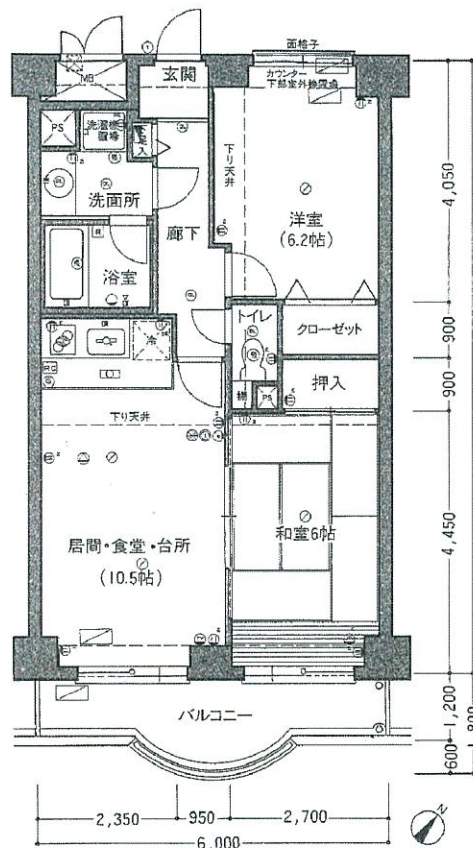 面格子
玄関
カウンター
下部室外機置場
MB
PS
洗濯機
置場
下足入
下り天井
洗面所
廊下
洋室
(6.2帖)
浴室
トイレ
クローゼット
冷
棚
PS
押入
下り天井
居間・食堂・台所
(10.5帖)
和室6帖
バルコニー
4,050
900
900
4,450
1,200
600
1,800
2,350
950
2,700
6,000
N